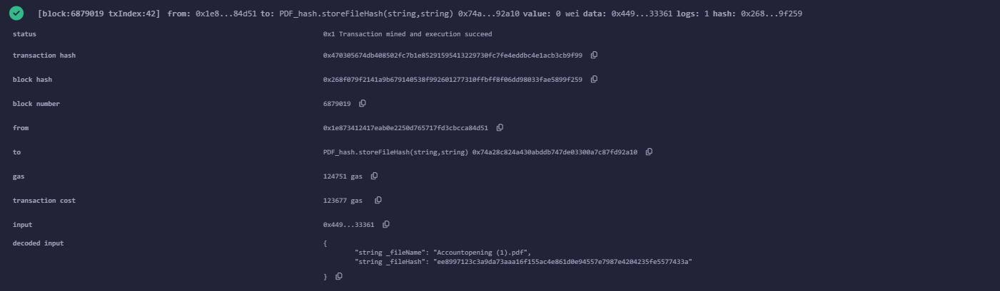 [block:6879019 txIndex:42] from: 0x1e8...84d51 to: PDF_hash.storeFileHash(string,string) 0x74a...92a10 value: 0 wei data: 0x449...33361 logs: 1 hash: 0x268...9f259
status 0x1 Transaction mined and execution succeed
transaction hash 0x470305674db408502fc7b1e85291595413229730fc7fe4eddbc4e1acb3cb9f99
block hash 0x268f079f2141a9b679140538f992601277310ffbff8f06dd98033fae5899f259
block number 6879019
from 0x1e873412417eab0e2250d765717fd3cbcca84d51
to PDF_hash.storeFileHash(string,string) 0x74a28c824a430abddb747de03300a7c87fd92a10
gas 124751 gas
transaction cost 123677 gas
input 0x449...33361
decoded input {
"string _fileName": "Accountopening (1).pdf",
"string _fileHash": "ee8997123c3a9da73aaa16f155ac4e861d0e94557e7987e4204235fe5577433a"
}